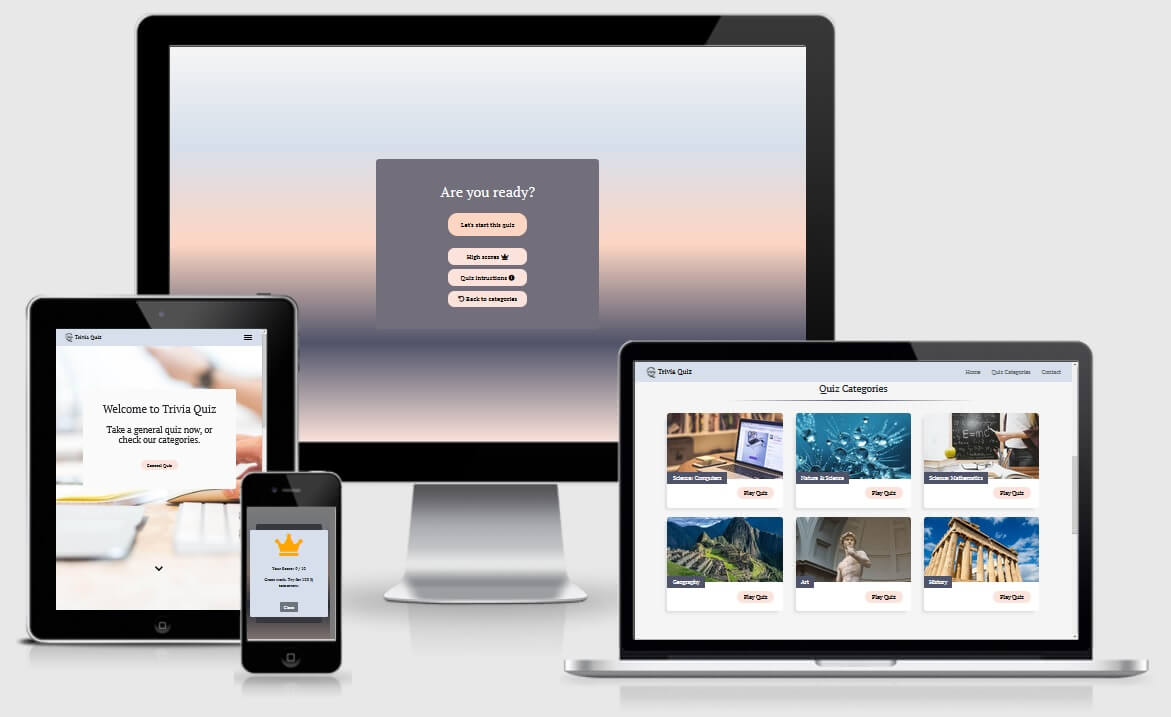 Are you ready?
Let's start this quiz
High scores
Quiz intructions
Back to categories
Trivia Quiz
Welcome to Trivia Quiz
Take a general quiz now, or
check our categories.
General Quiz
Your Score: 0 / 10
Great work. Try for
Close
Trivia Quiz
Home Quiz Categories Contact
Quiz Categories
E=mc
Science: Computers
Play Quiz
Nature & Science
Play Quiz
Science: Mathematics
Play Quiz
Geography
Play Quiz
Art
Play Quiz
History
Play Quiz